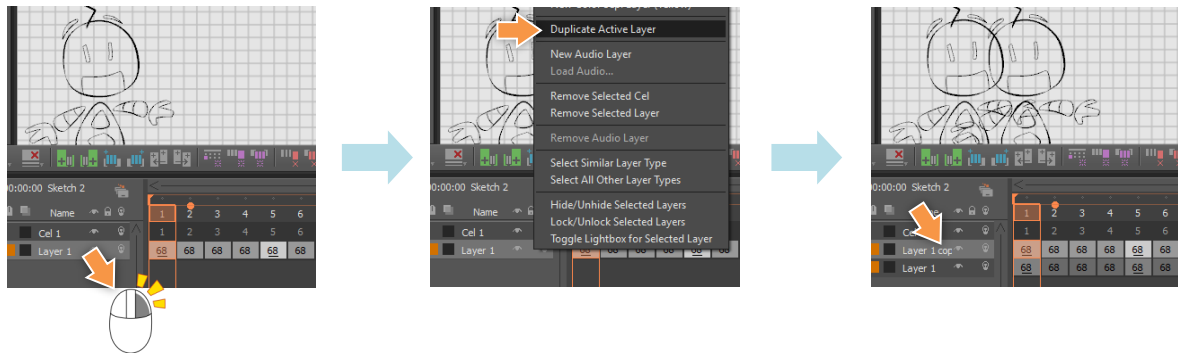 00:00:00 Sketch 2
Name 1 2 3 4 5 6
Cel 1 1 2 3 4 5 6
Layer 1 68 68 68 68 68 68
Duplicate Active Layer
New Audio Layer
Load Audio...
Remove Selected Cel
Remove Selected Layer
Remove Audio Layer
Select Similar Layer Type
Select All Other Layer Types
Hide/Unhide Selected Layers
Lock/Unlock Selected Layers
Toggle Lightbox for Selected Layer
00:00:00 Sketch 2
Name
Cel 1
Layer 1
00:00:00 Sketch 2
1 2 3 4 5 6
1 2 3 4 5 6
Layer 1 cop 68 68 68 68 68 68
Layer 1 68 68 68 68 68 68